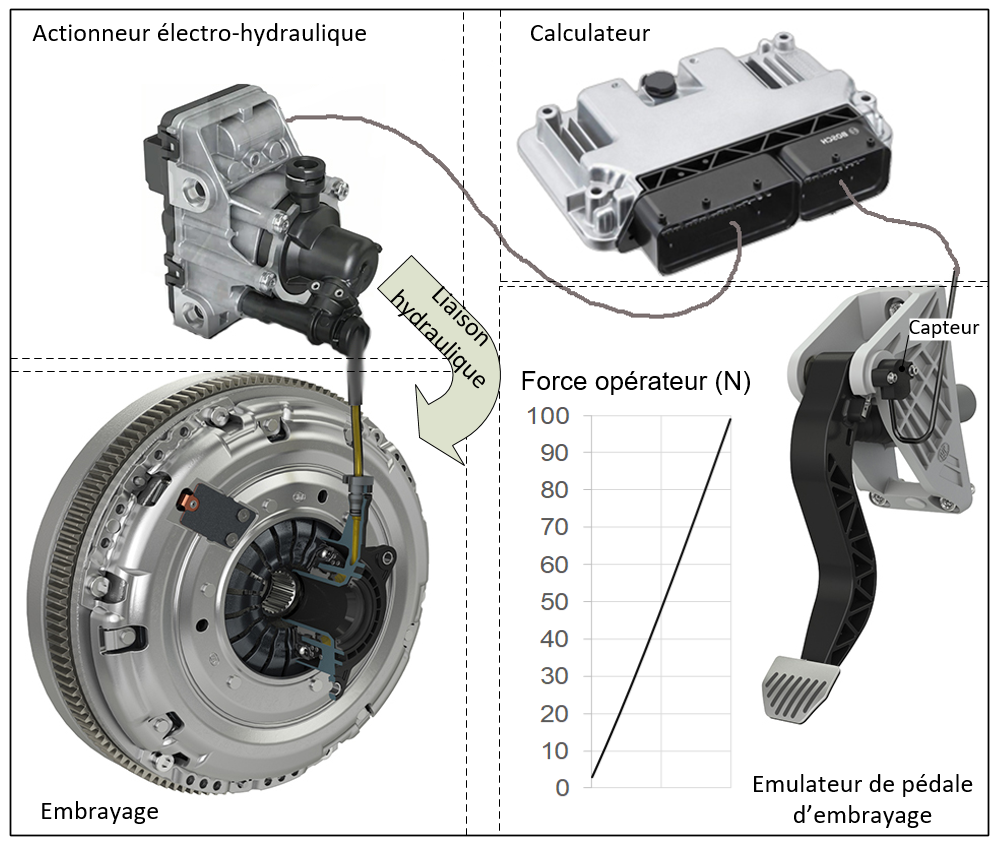 Actionneur électro-hydraulique
Calculateur
BOSCH
Liaison
hydraulique
Capteur
Force opérateur (N)
100
90
80
70
60
50
40
30
20
10
0
Embrayage
Emulateur de pédale
d’embrayage